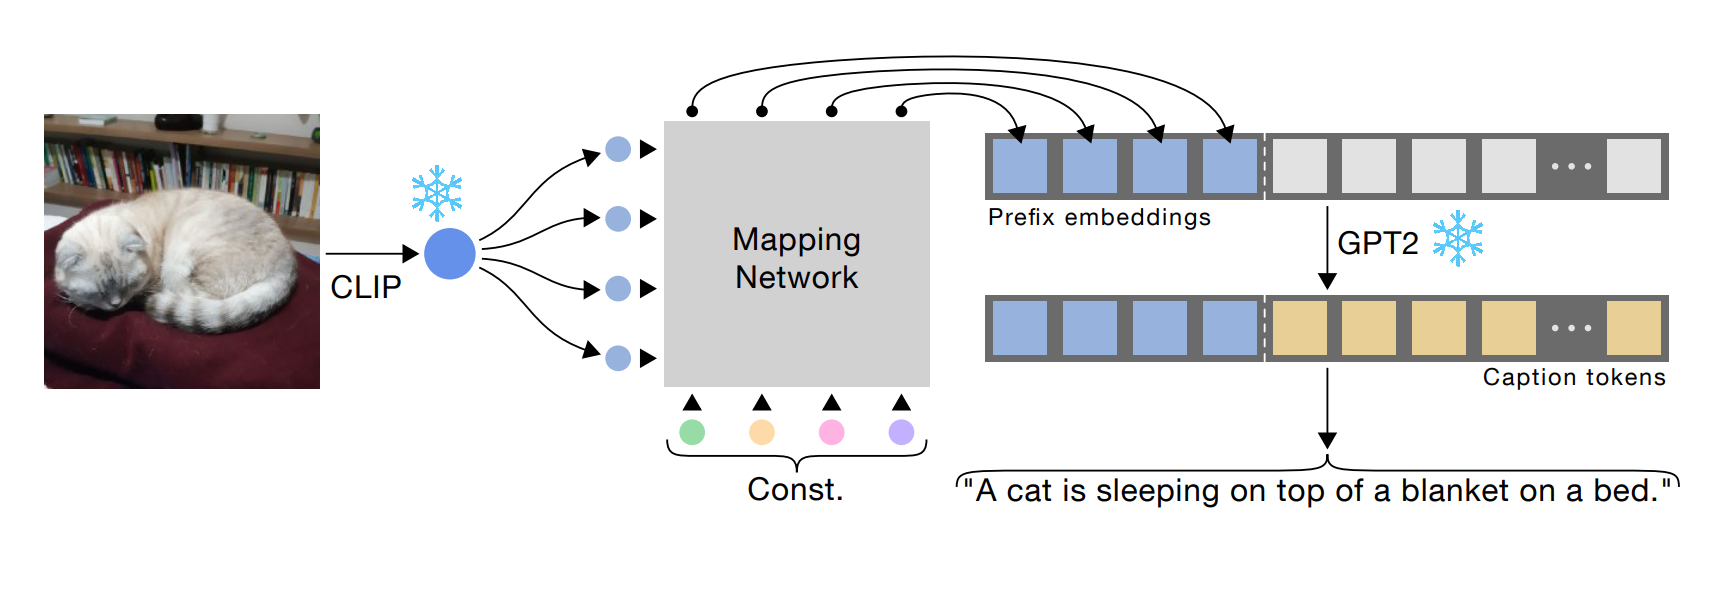 CLIP
Mapping
Network
Const.
Prefix embeddings
GPT2
Caption tokens
"A cat is sleeping on top of a blanket on a bed."